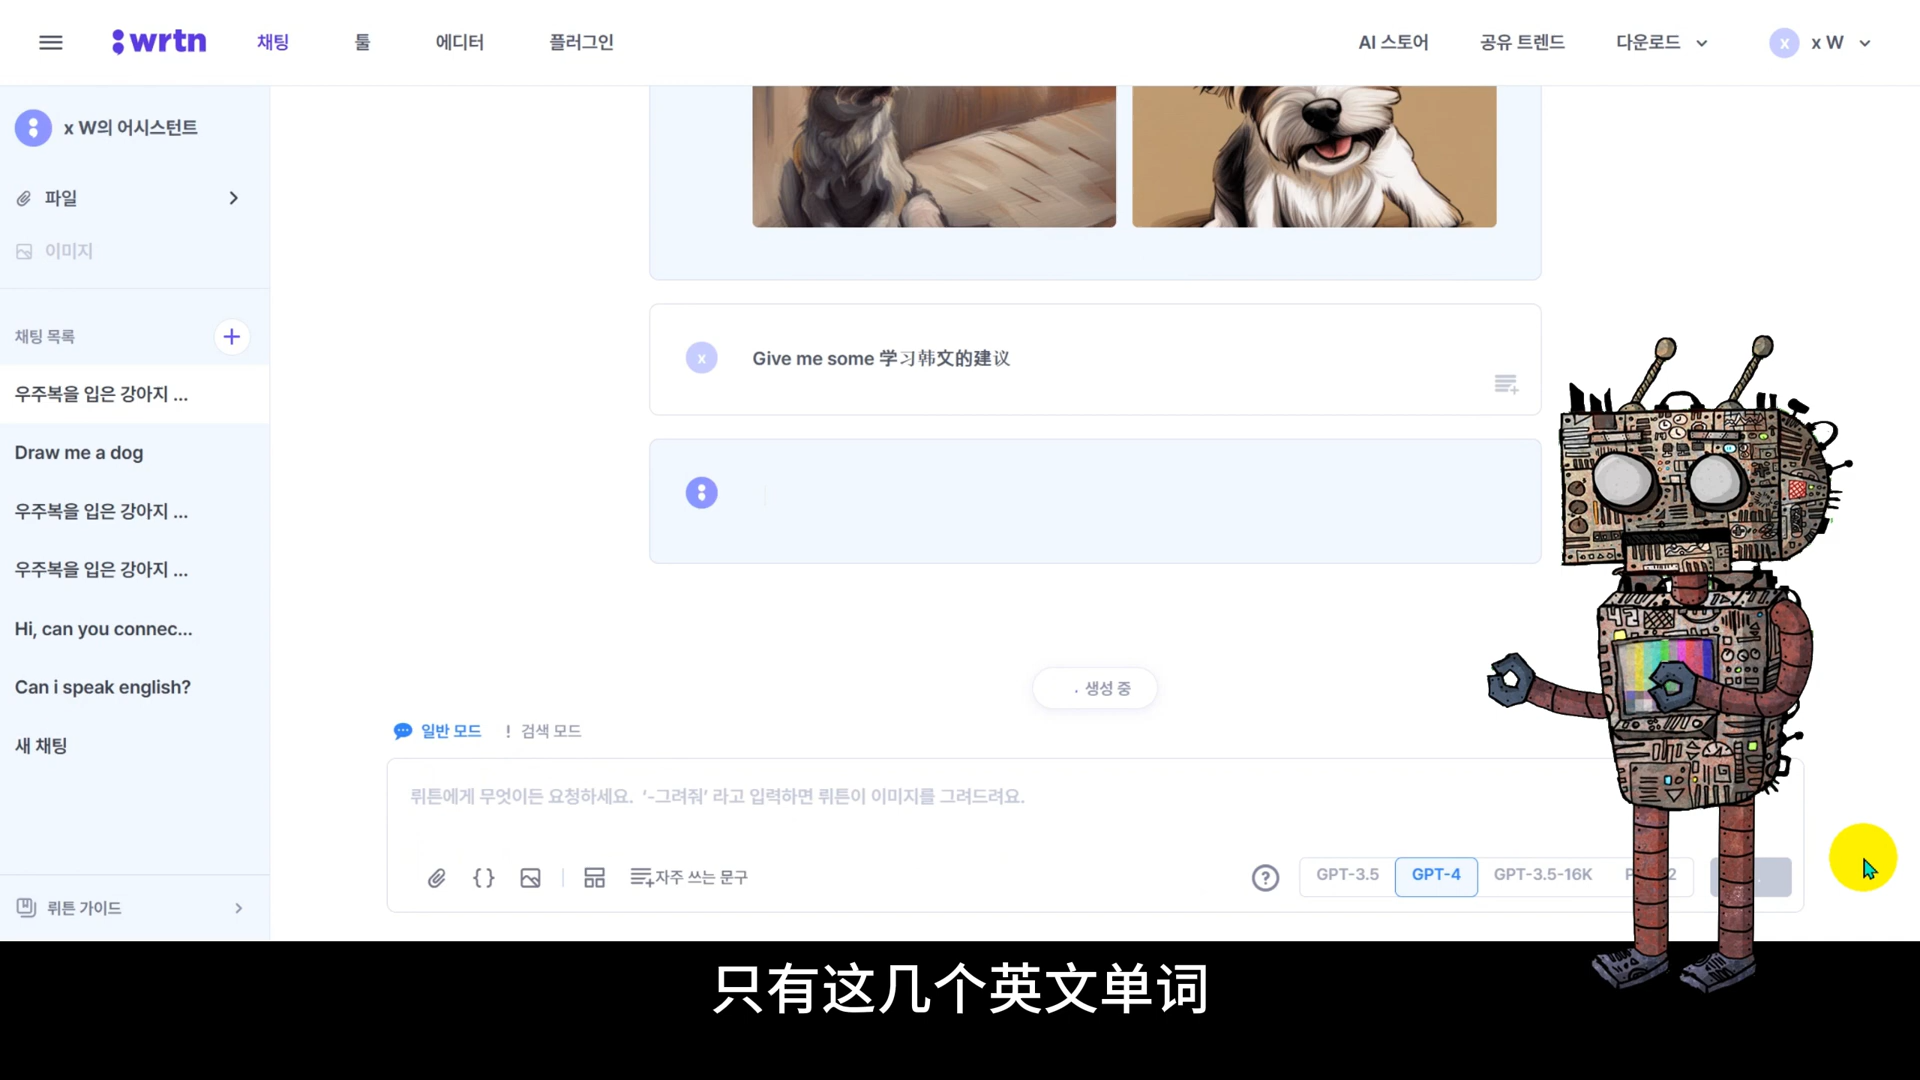 wrtn
채팅
툴
에디터
플러그인
AI 스토어
공유 트렌드
다운로드
x
x W
x W의 어시스턴트
파일
이미지
채팅 목록
우주복을 입은 강아지 ...
Draw me a dog
우주복을 입은 강아지 ...
우주복을 입은 강아지 ...
Hi, can you connec...
Can i speak english?
새 채팅
뤼튼 가이드
x
Give me some 学习韩文的建议
생성 중
일반 모드
! 검색 모드
뤼튼에게 무엇이든 요청하세요. ‘-그려줘’ 라고 입력하면 뤼튼이 이미지를 그려드려요.
자주 쓰는 문구
GPT-3.5
GPT-4
GPT-3.5-16K
只有这几个英文单词